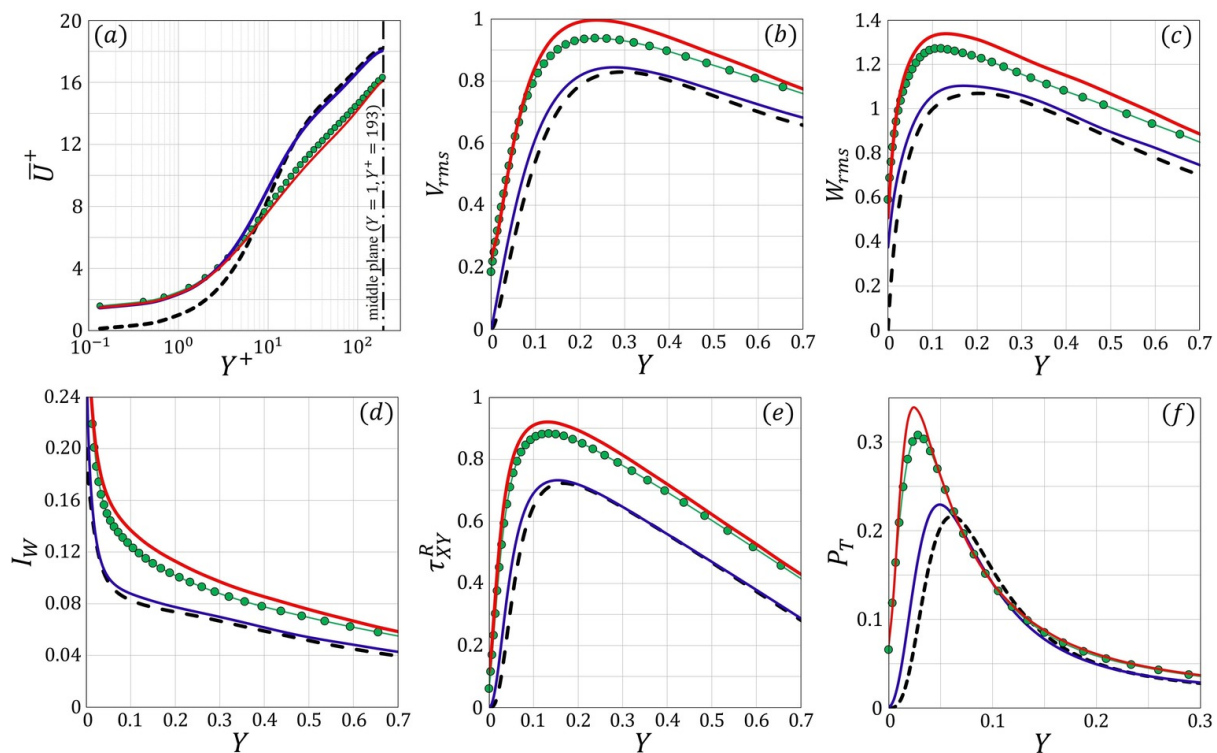 (a)
20
16
12
8
4
0
U̅⁺
10⁻¹ 10⁰ 10¹ 10²
Y⁺
middle plane (Y = 1, Y⁺ = 193)
(b)
1
0.8
0.6
0.4
0.2
0
V_rms
0 0.1 0.2 0.3 0.4 0.5 0.6 0.7
Y
(c)
1.4
1.2
1
0.8
0.6
0.4
0.2
0
W_rms
0 0.1 0.2 0.3 0.4 0.5 0.6 0.7
Y
(d)
0.24
0.20
0.16
0.12
0.08
0.04
I_W
0 0.1 0.2 0.3 0.4 0.5 0.6 0.7
Y
(e)
1
0.8
0.6
0.4
0.2
0
τ^R_XY
0 0.1 0.2 0.3 0.4 0.5 0.6 0.7
Y
(f)
0.3
0.2
0.1
0
P_T
0 0.1 0.2 0.3
Y